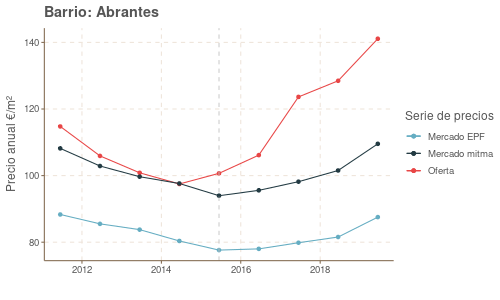 Barrio: Abrantes
Precio anual €/m²
140
120
100
80
2012
2014
2016
2018
Serie de precios
Mercado EPF
Mercado mitma
Oferta